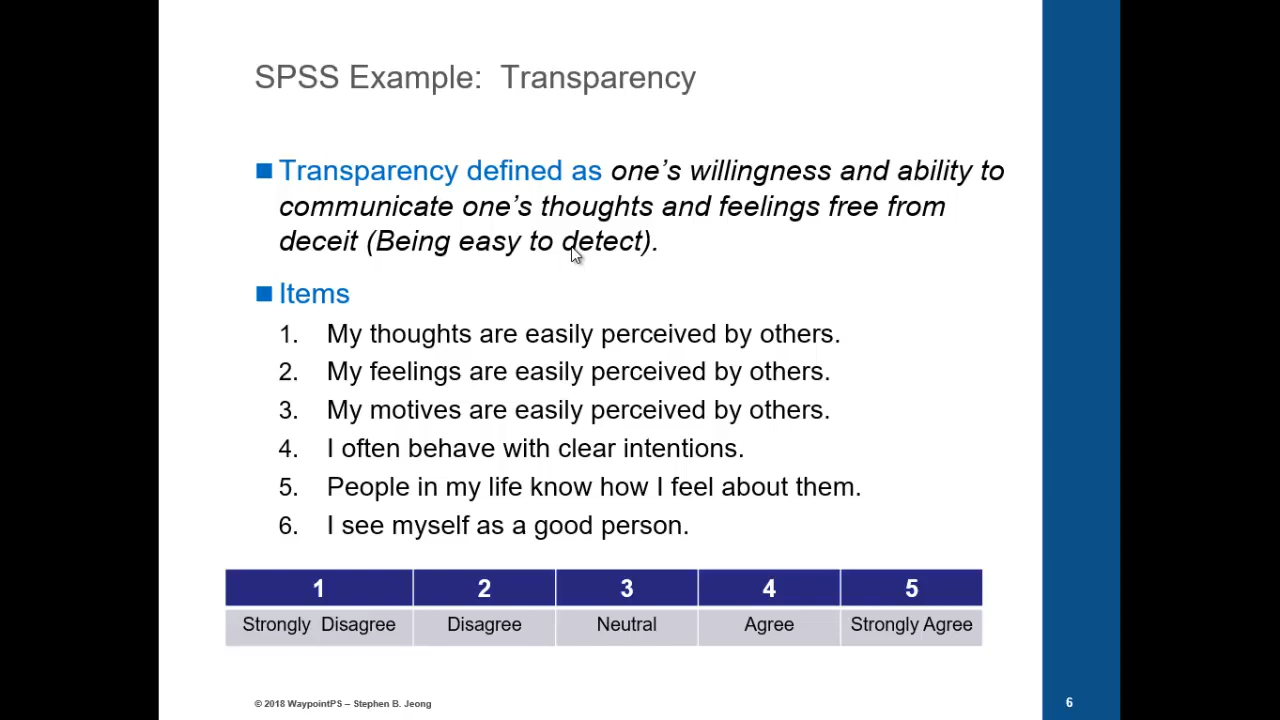 SPSS Example: Transparency
Transparency defined as one's willingness and ability to
communicate one's thoughts and feelings free from
deceit (Being easy to detect).
Items
1. My thoughts are easily perceived by others.
2. My feelings are easily perceived by others.
3. My motives are easily perceived by others.
4. I often behave with clear intentions.
5. People in my life know how I feel about them.
6. I see myself as a good person.
1 2 3 4 5
Strongly Disagree Disagree Neutral Agree Strongly Agree
© 2018 WaypointPS – Stephen B. Jeong 6